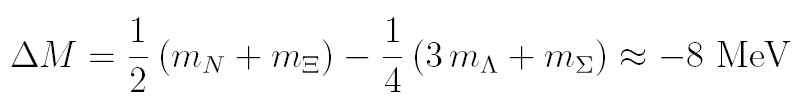 ΔM = 1/2 (m_N + m_Ξ) − 1/4 (3 m_Λ + m_Σ) ≈ −8 MeV